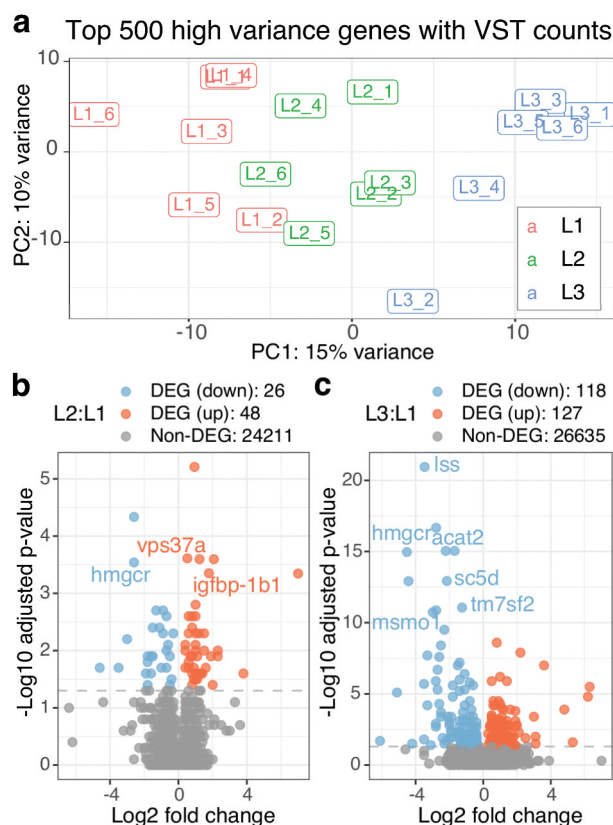 a
Top 500 high variance genes with VST counts
10
0
-10
PC2: 10% variance
L1_6
L1_1
L1_4
L1_3
L1_5
L1_2
L2_4
L2_1
L2_6
L2_3
L2_2
L2_5
L3_3
L3_1
L3_5
L3_6
L3_4
L3_2
a L1
a L2
a L3
-10 0 10
PC1: 15% variance
b
L2:L1
DEG (down): 26
DEG (up): 48
Non-DEG: 24211
-Log10 adjusted p-value
5
4
3
2
1
0
vps37a
hmgcr
igfbp-1b1
-4 0 4
Log2 fold change
c
L3:L1
DEG (down): 118
DEG (up): 127
Non-DEG: 26635
-Log10 adjusted p-value
20
15
10
5
0
lss
hmgcr
acat2
sc5d
tm7sf2
msmo1
-4 0 4
Log2 fold change